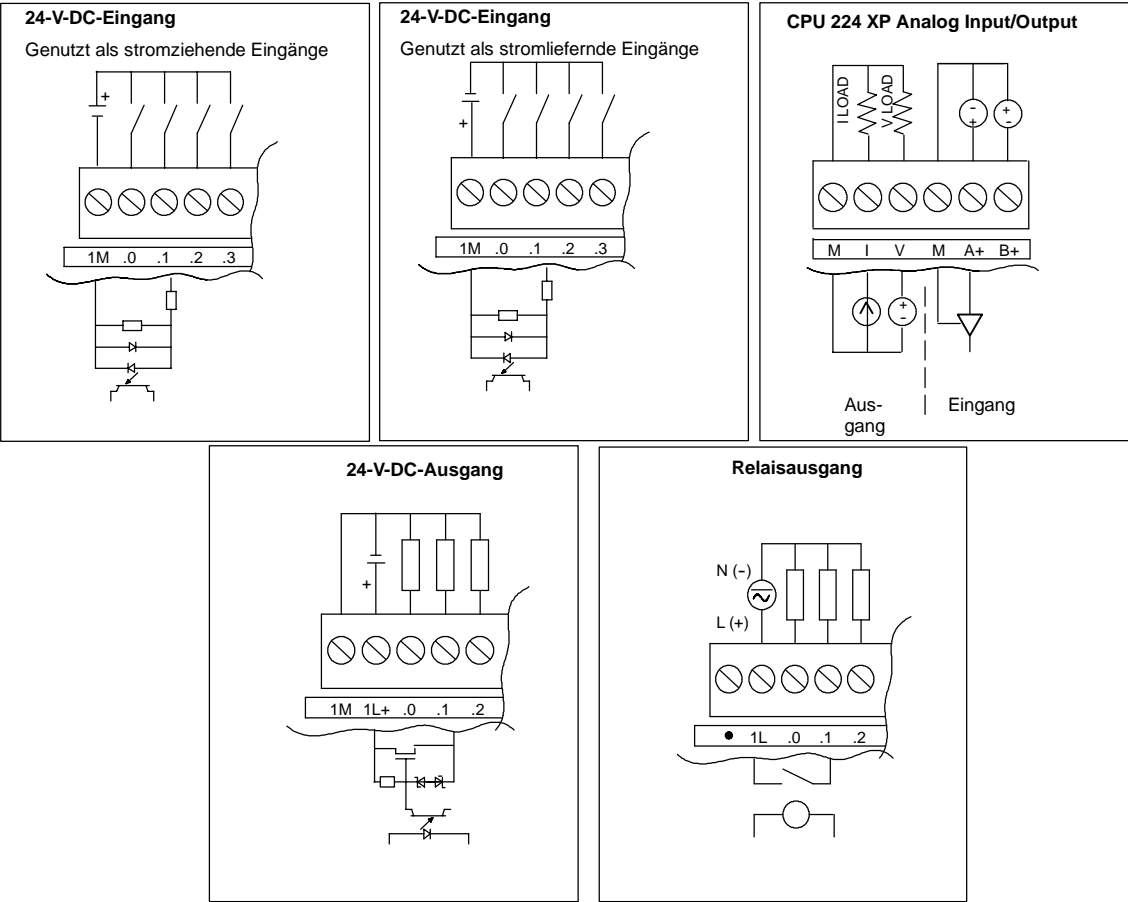 24-V-DC-Eingang
Genutzt als stromziehende Eingänge
+
1M .0 .1 .2 .3
24-V-DC-Eingang
Genutzt als stromliefernde Eingänge
+
1M .0 .1 .2 .3
CPU 224 XP Analog Input/Output
I LOAD
V LOAD
-
+
+
-
M I V M A+ B+
+
-
Aus-
gang
Eingang
24-V-DC-Ausgang
+
1M 1L+ .0 .1 .2
Relaisausgang
N (-)
L (+)
1L .0 .1 .2